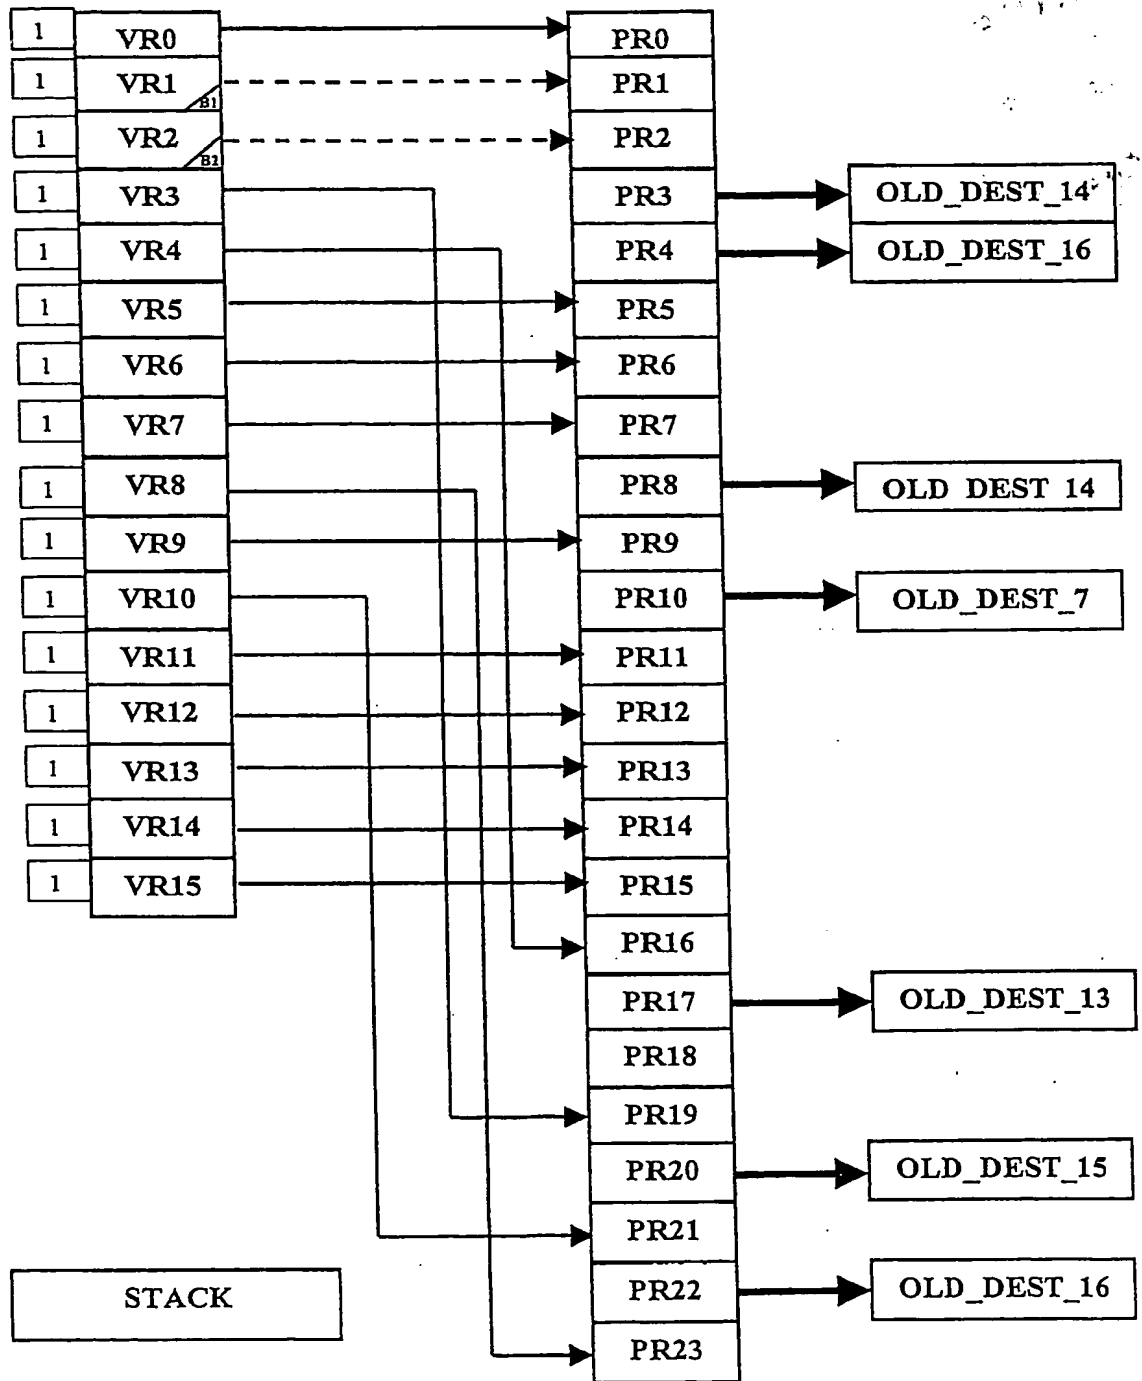 1 VR0 PR0
1 VR1 B1 PR1
1 VR2 B2 PR2
1 VR3 PR3 OLD_DEST_14
1 VR4 PR4 OLD_DEST_16
1 VR5 PR5
1 VR6 PR6
1 VR7 PR7
1 VR8 PR8 OLD DEST 14
1 VR9 PR9
1 VR10 PR10 OLD_DEST_7
1 VR11 PR11
1 VR12 PR12
1 VR13 PR13
1 VR14 PR14
1 VR15 PR15
PR16
PR17 OLD_DEST_13
PR18
PR19
PR20 OLD_DEST_15
PR21
STACK PR22 OLD_DEST_16
PR23